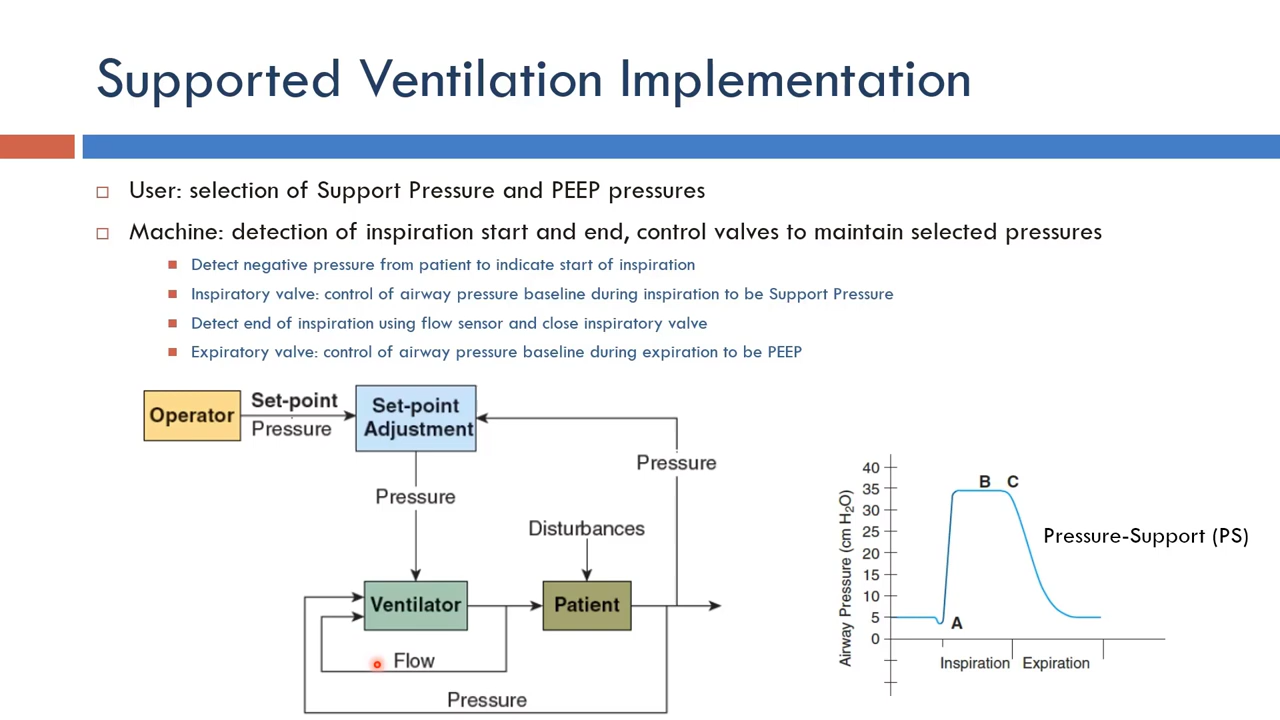 Supported Ventilation Implementation
User: selection of Support Pressure and PEEP pressures
Machine: detection of inspiration start and end, control valves to maintain selected pressures
Detect negative pressure from patient to indicate start of inspiration
Inspiratory valve: control of airway pressure baseline during inspiration to be Support Pressure
Detect end of inspiration using flow sensor and close inspiratory valve
Expiratory valve: control of airway pressure baseline during expiration to be PEEP
Operator
Set-point
Pressure
Set-point
Adjustment
Pressure
Pressure
Disturbances
Ventilator
Patient
Flow
Pressure
Airway Pressure (cm H₂O)
40
35
30
25
20
15
10
5
0
A
B C
Pressure-Support (PS)
Inspiration Expiration